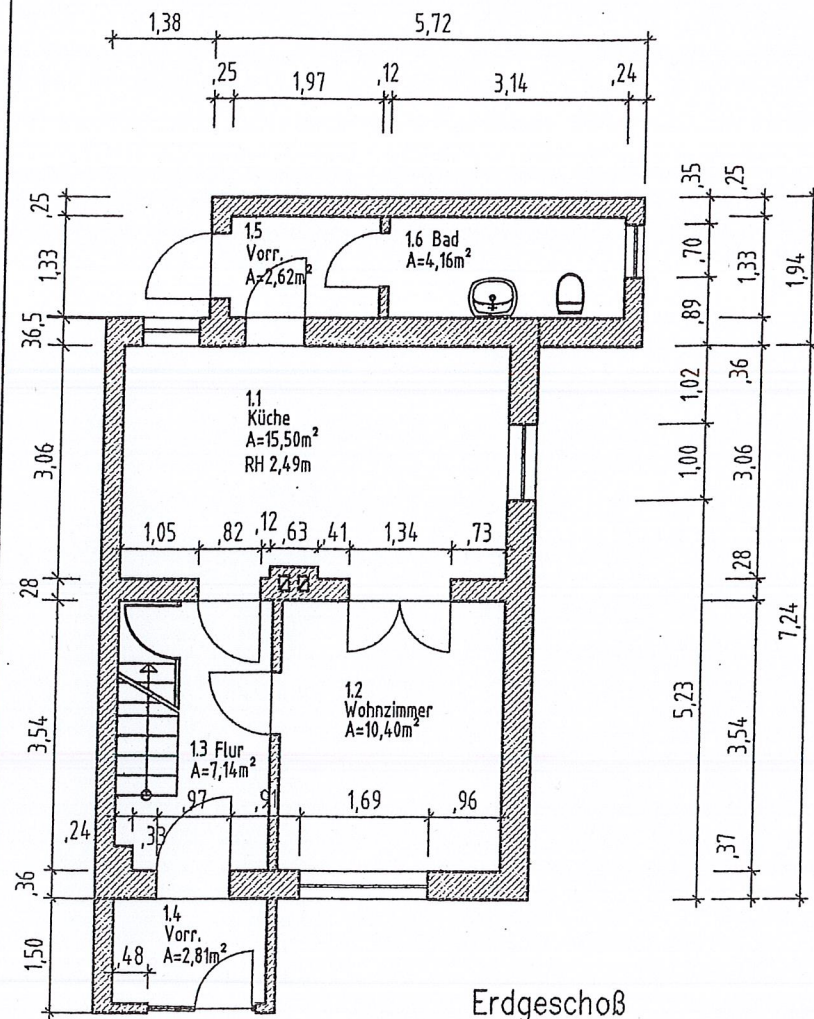 1,38 5,72
,25 1,97 ,12 3,14 ,24
,35 ,25
,25
1.5
Vorr.
A=2,62m²
1.6 Bad
A=4,16m²
1,33
,70
1,33
1,94
,89
36,5
,36
1,02
1.1
Küche
A=15,50m²
RH 2,49m
3,06
1,00
3,06
1,05 ,82 ,12 ,63 ,41 1,34 ,73
28
,28
7,24
1.2
Wohnzimmer
A=10,40m²
5,23
3,54
3,54
1.3 Flur
A=7,14m²
,24 ,33 ,97 ,91 1,69 ,96
,37
,36
1.4
Vorr.
A=2,81m²
1,50
,48
Erdgeschoß